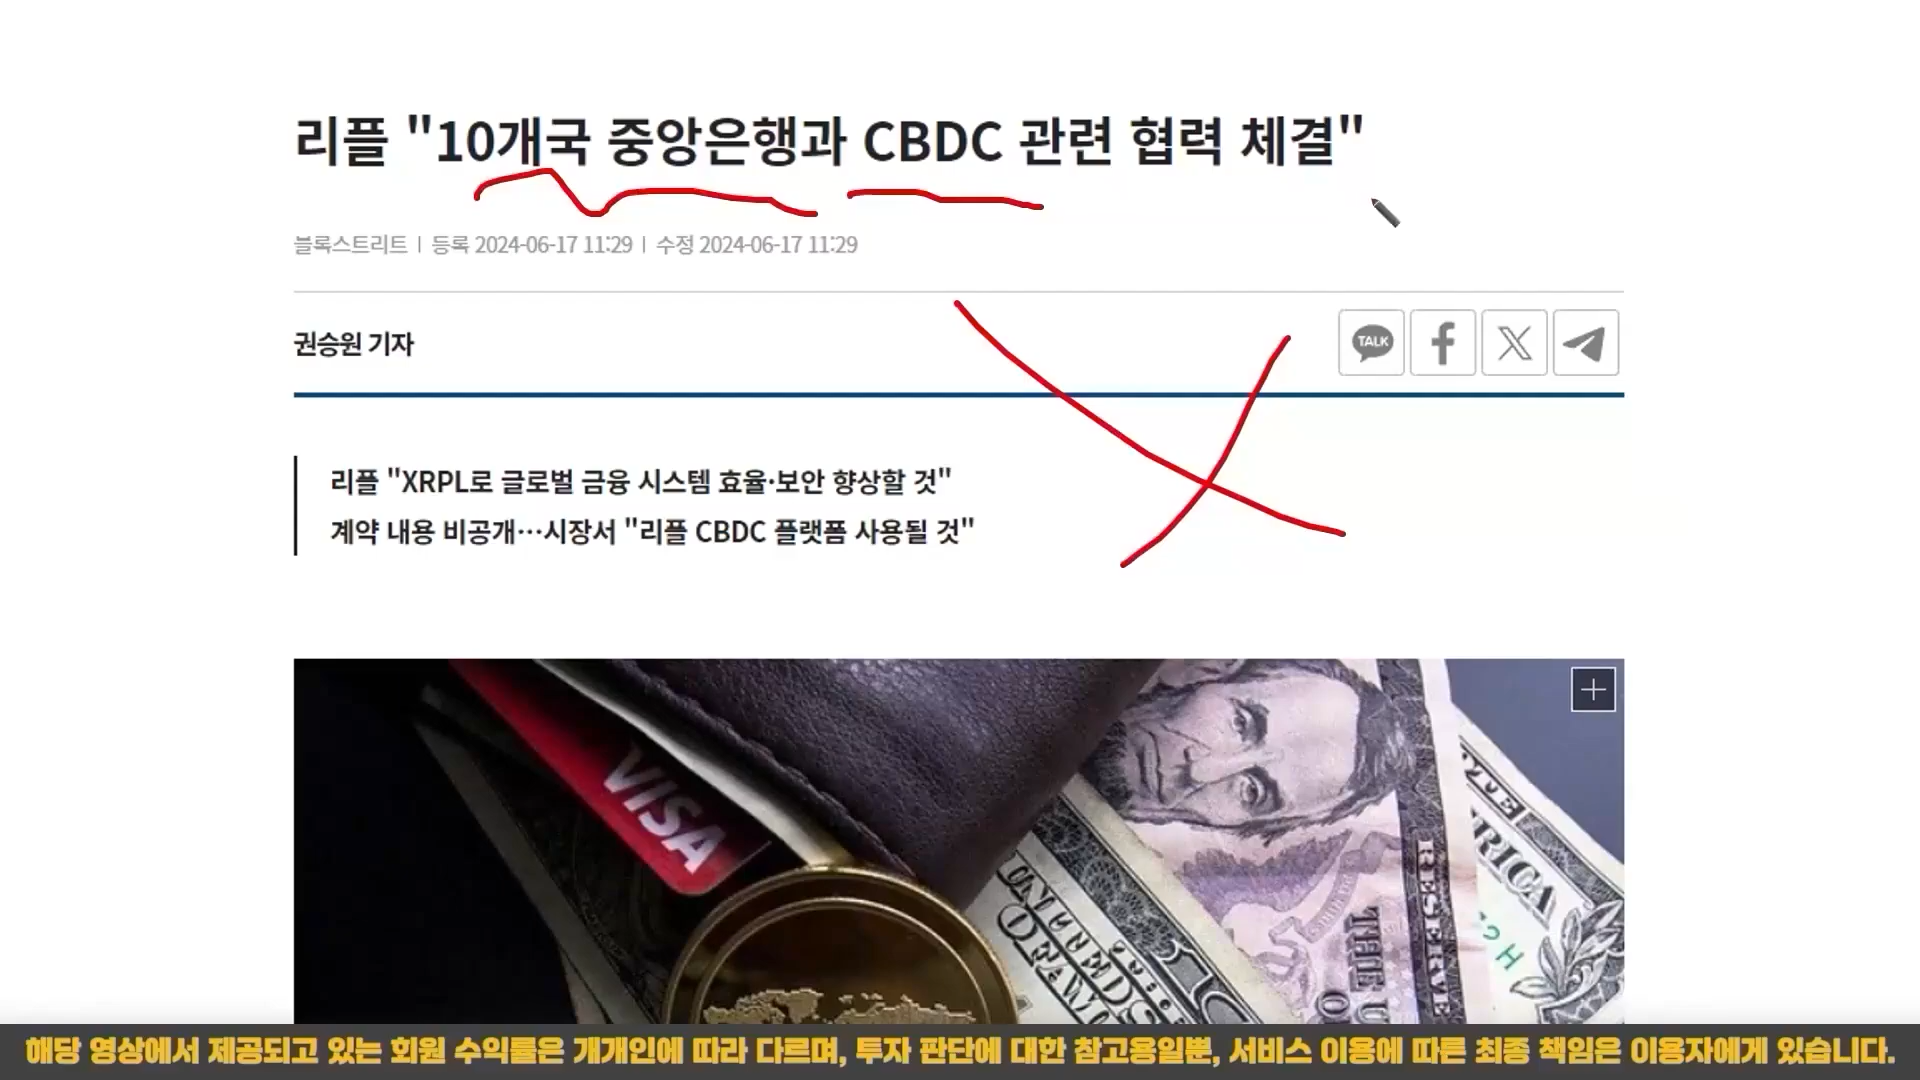 리플 "10개국 중앙은행과 CBDC 관련 협력 체결"
블록스트리트 | 등록 2024-06-17 11:29 | 수정 2024-06-17 11:29
권승원 기자
TALK
리플 "XRPL로 글로벌 금융 시스템 효율·보안 향상할 것"
계약 내용 비공개…시장서 "리플 CBDC 플랫폼 사용될 것"
VISA
RESERVE
해당 영상에서 제공되고 있는 회원 수익률은 개개인에 따라 다르며, 투자 판단에 대한 참고용일뿐, 서비스 이용에 따른 최종 책임은 이용자에게 있습니다.